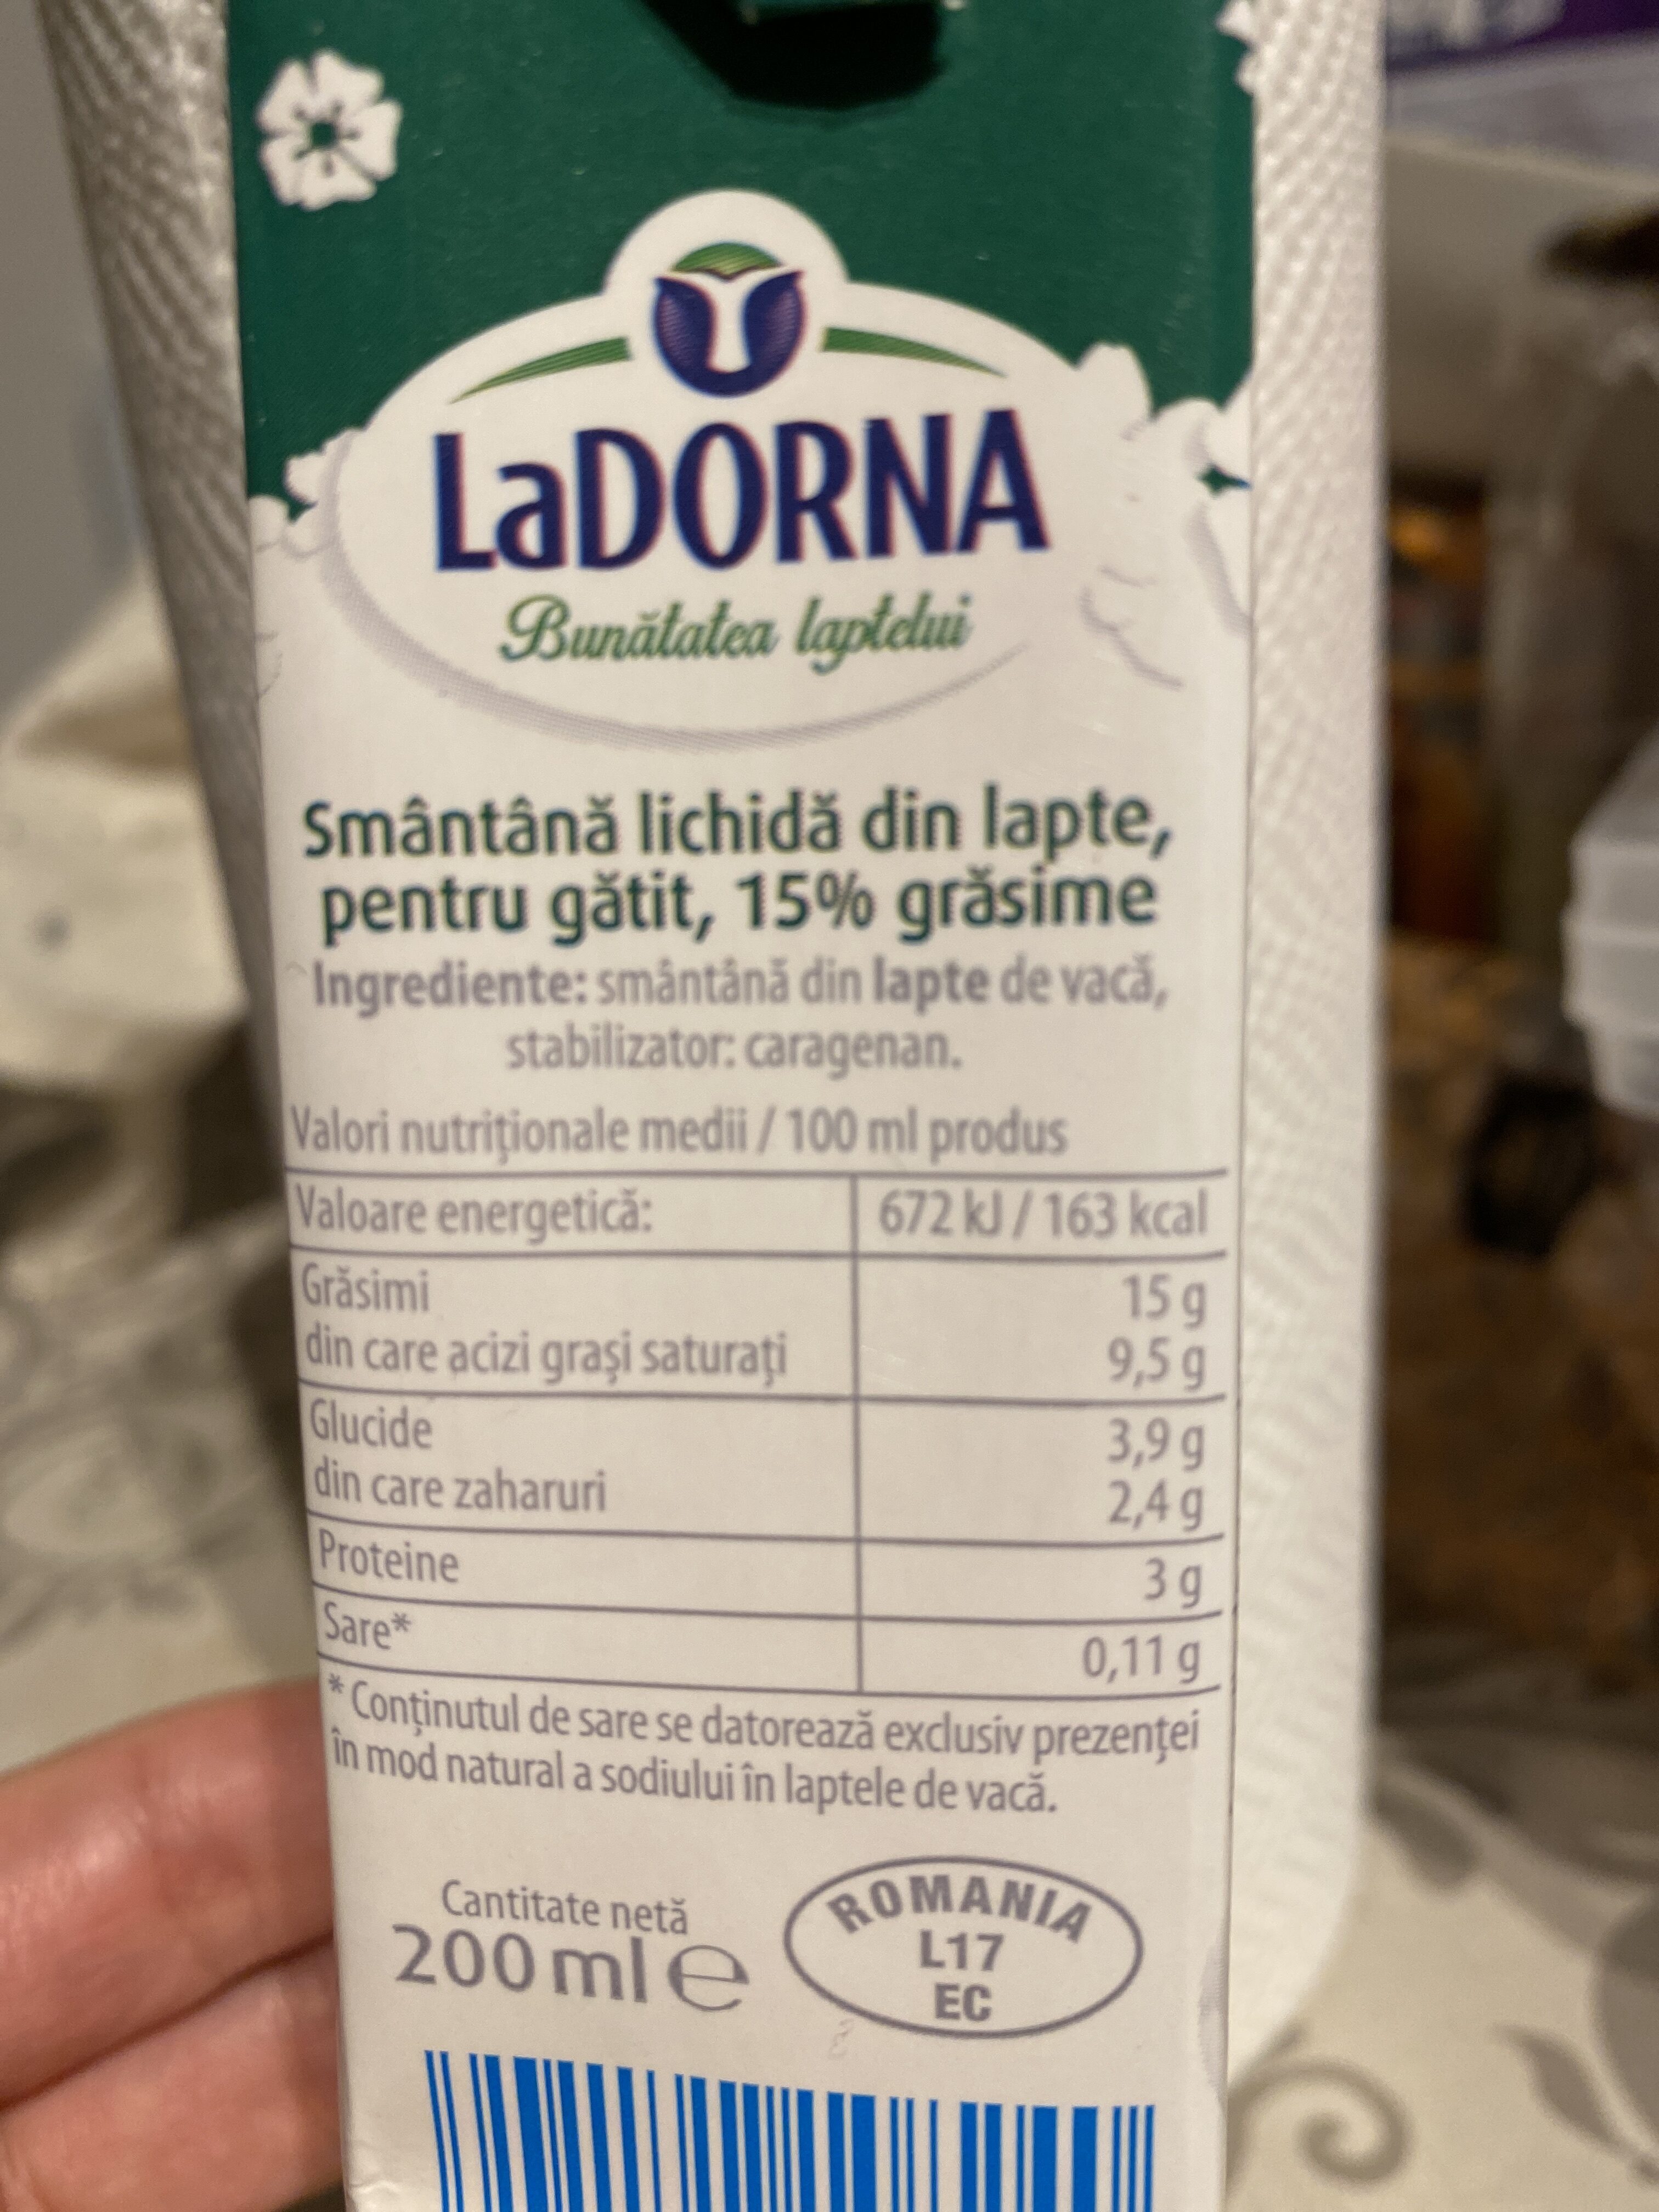 LaDORNA
Bunătatea laptelui
Smântână lichidă din lapte,
pentru gătit, 15% grăsime
Ingrediente: smântână din lapte de vacă,
stabilizator: caragenan.
Valori nutriționale medii / 100 ml produs
Valoare energetică: 672 kJ / 163 kcal
Grăsimi 15 g
din care acizi grași saturați 9,5 g
Glucide 3,9 g
din care zaharuri 2,4 g
Proteine 3 g
Sare* 0,11 g
* Conținutul de sare se datorează exclusiv prezenței
în mod natural a sodiului în laptele de vacă.
Cantitate netă
200 ml e
ROMANIA
L17
EC